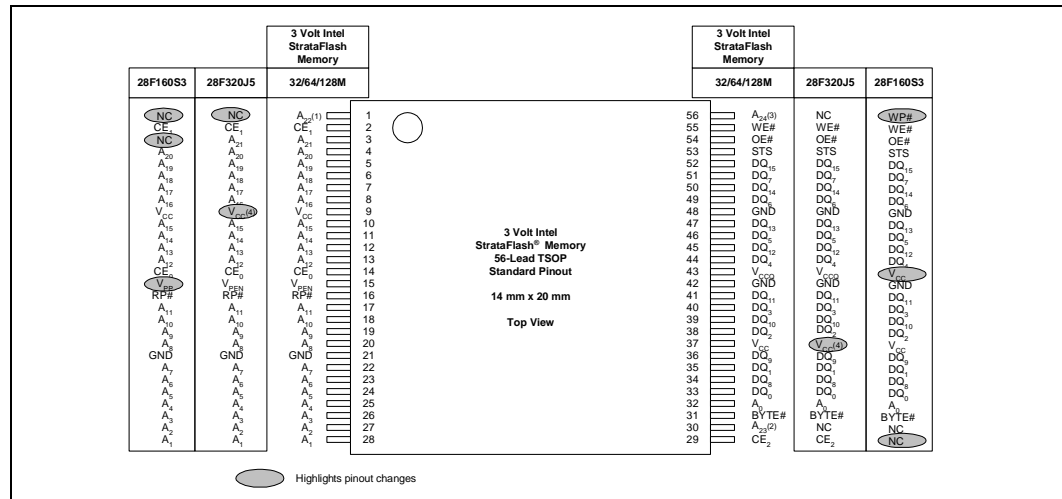 3 Volt Intel
StrataFlash
Memory
28F160S3 28F320J5 32/64/128M
NC NC A22(1) 1
CE1 CE1 CE1 2
NC A21 A21 3
A20 A20 A20 4
A19 A19 A19 5
A18 A18 A18 6
A17 A17 A17 7
A16 A16 A16 8
VCC VCC(4) VCC 9
A15 A15 A15 10
A14 A14 A14 11
A13 A13 A13 12
A12 A12 A12 13
CE0 CE0 CE0 14
VPP VPEN VPEN 15
RP# RP# RP# 16
A11 A11 A11 17
A10 A10 A10 18
A9 A9 A9 19
A8 A8 A8 20
GND GND GND 21
A7 A7 A7 22
A6 A6 A6 23
A5 A5 A5 24
A4 A4 A4 25
A3 A3 A3 26
A2 A2 A2 27
A1 A1 A1 28
3 Volt Intel
StrataFlash® Memory
56-Lead TSOP
Standard Pinout
14 mm x 20 mm
Top View
3 Volt Intel
StrataFlash
Memory
32/64/128M 28F320J5 28F160S3
56 A24(3) NC WP#
55 WE# WE# WE#
54 OE# OE# OE#
53 STS STS STS
52 DQ15 DQ15 DQ15
51 DQ7 DQ7 DQ7
50 DQ14 DQ14 DQ14
49 DQ6 DQ6 DQ6
48 GND GND GND
47 DQ13 DQ13 DQ13
46 DQ5 DQ5 DQ5
45 DQ12 DQ12 DQ12
44 DQ4 DQ4 DQ4
43 VCCQ VCCQ VCC
42 GND GND GND
41 DQ11 DQ11 DQ11
40 DQ3 DQ3 DQ3
39 DQ10 DQ10 DQ10
38 DQ2 DQ2 DQ2
37 VCC VCC(4) VCC
36 DQ9 DQ9 DQ9
35 DQ1 DQ1 DQ1
34 DQ8 DQ8 DQ8
33 DQ0 DQ0 DQ0
32 A0 A0 A0
31 BYTE# BYTE# BYTE#
30 A23(2) NC NC
29 CE2 CE2 NC
Highlights pinout changes